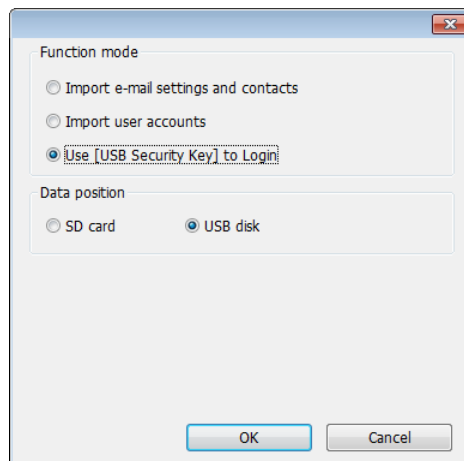 Function mode
Import e-mail settings and contacts
Import user accounts
Use [USB Security Key] to Login
Data position
SD card USB disk
OK Cancel